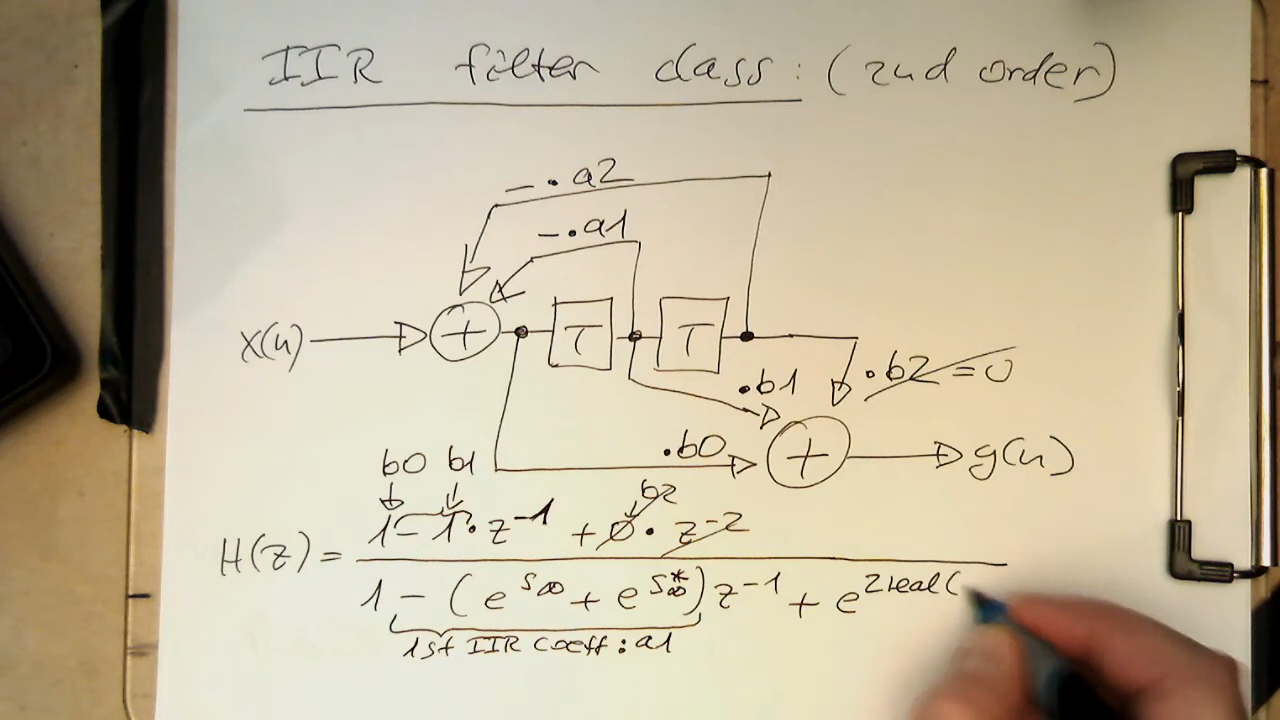 IIR filter class: (2nd order)
- . a2
- . a1
x(n) + T T
.b1 .b2 = 0
b0 b1 .b0 + y(n)
b2
H(z) = 1 - 1 . z^-1 + 0 . z^-2
1 - (e^s∞ + e^s∞*) z^-1 + e^2real(
1st IIR coeff: a1